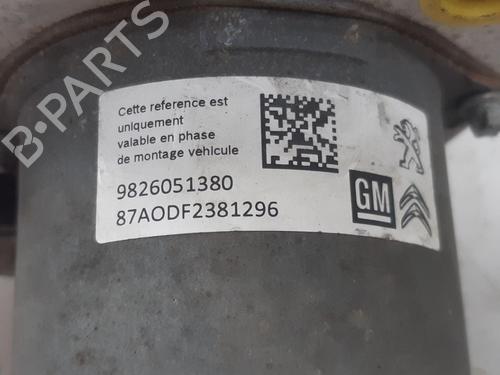 Cette reference est
uniquement
valable en phase
de montage vehicule
9826051380
87AODF2381296
GM
B-PARTS